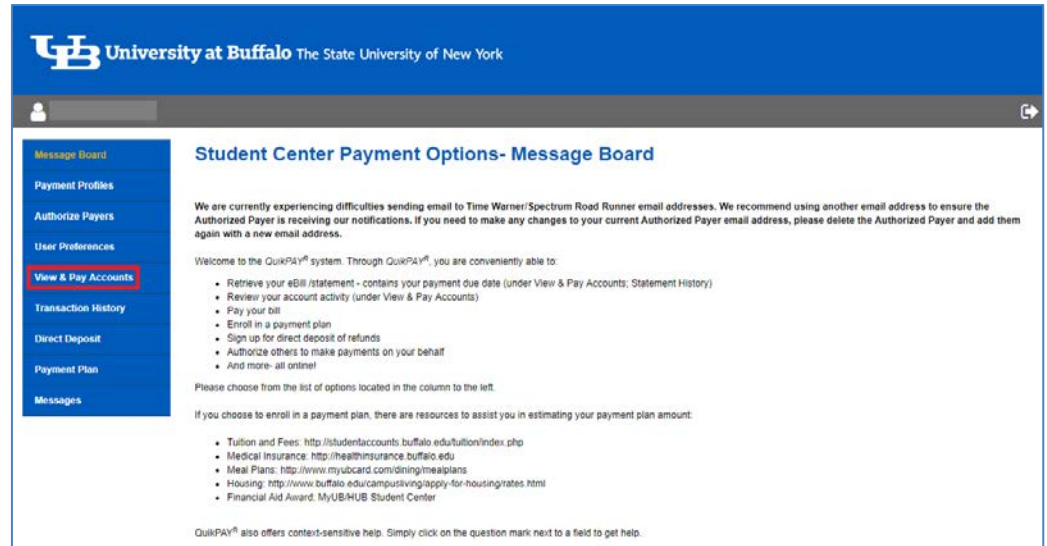 UB University at Buffalo The State University of New York
Message Board
Payment Profiles
Authorize Payers
User Preferences
View & Pay Accounts
Transaction History
Direct Deposit
Payment Plan
Messages
Student Center Payment Options- Message Board
We are currently experiencing difficulties sending email to Time Warner/Spectrum Road Runner email addresses. We recommend using another email address to ensure the
Authorized Payer is receiving our notifications. If you need to make any changes to your current Authorized Payer email address, please delete the Authorized Payer and add them
again with a new email address.
Welcome to the QuikPAY® system. Through QuikPAY®, you are conveniently able to:
• Retrieve your eBill /statement - contains your payment due date (under View & Pay Accounts; Statement History)
• Review your account activity (under View & Pay Accounts)
• Pay your bill
• Enroll in a payment plan
• Sign up for direct deposit of refunds
• Authorize others to make payments on your behalf
• And more- all online!
Please choose from the list of options located in the column to the left.
If you choose to enroll in a payment plan, there are resources to assist you in estimating your payment plan amount:
• Tuition and Fees: http://studentaccounts.buffalo.edu/tuition/index.php
• Medical Insurance: http://healthinsurance.buffalo.edu
• Meal Plans: http://www.myubcard.com/dining/mealplans
• Housing: http://www.buffalo.edu/campusliving/apply-for-housing/rates.html
• Financial Aid Award: MyUB/HUB Student Center
QuikPAY® also offers context-sensitive help. Simply click on the question mark next to a field to get help.